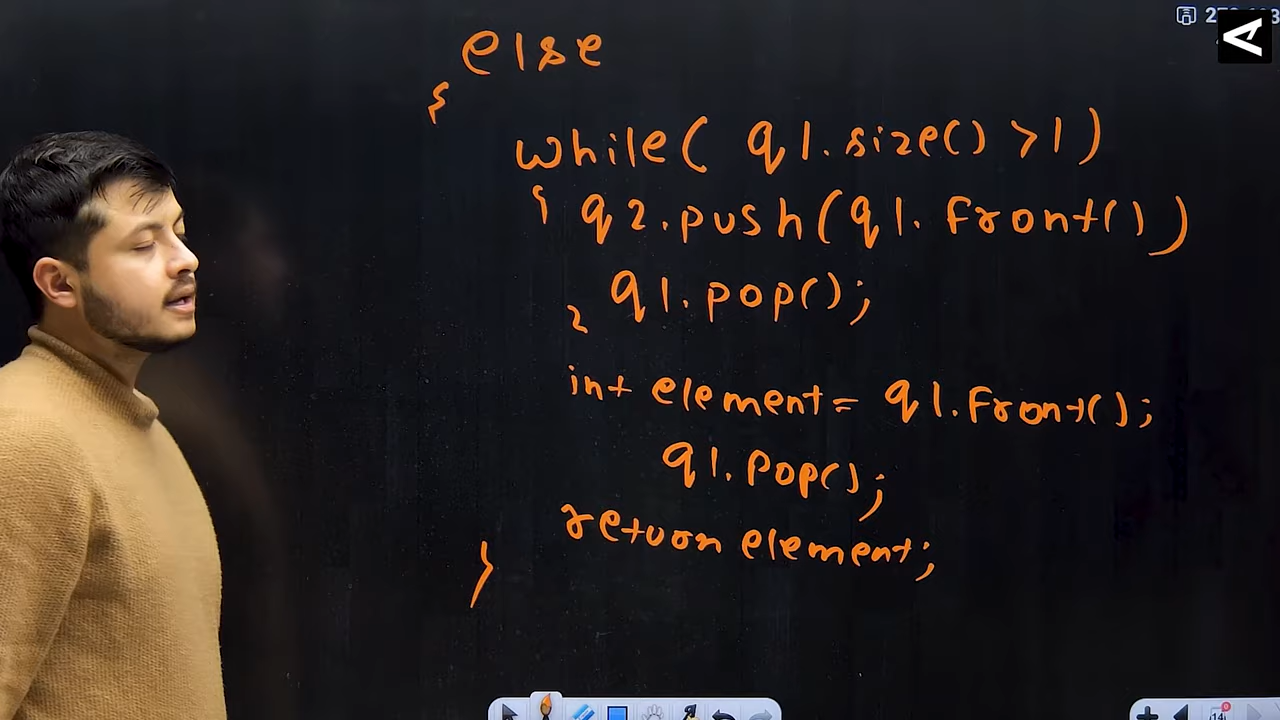 else
{
while( q1.size() >1)
{ q2.push(q1.front())
q1.pop();
}
int element = q1.front();
q1.pop();
return element;
}